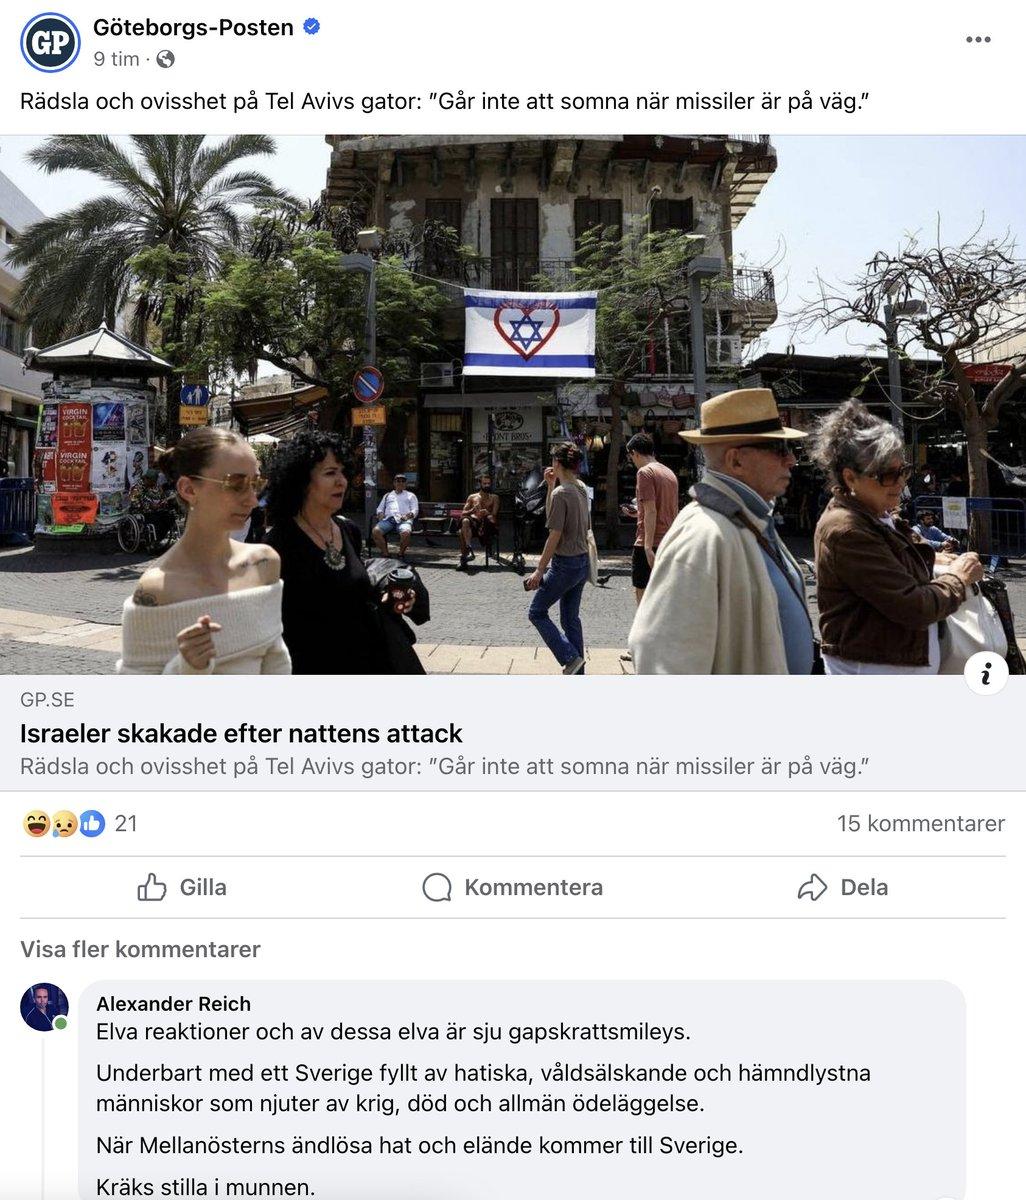 GP
Göteborgs-Posten
9 tim ·
Rädsla och ovisshet på Tel Avivs gator: ”Går inte att somna när missiler är på väg.”
VIRGIN
COCKTAIL
VIRGIN
COCKTAIL
GP.SE
Israeler skakade efter nattens attack
Rädsla och ovisshet på Tel Avivs gator: ”Går inte att somna när missiler är på väg.”
21
15 kommentarer
Gilla
Kommentera
Dela
Visa fler kommentarer
Alexander Reich
Elva reaktioner och av dessa elva är sju gapskrattsmileys.
Underbart med ett Sverige fyllt av hatiska, våldsälskande och hämndlystna
människor som njuter av krig, död och allmän ödeläggelse.
När Mellanösterns ändlösa hat och elände kommer till Sverige.
Kräks stilla i munnen.